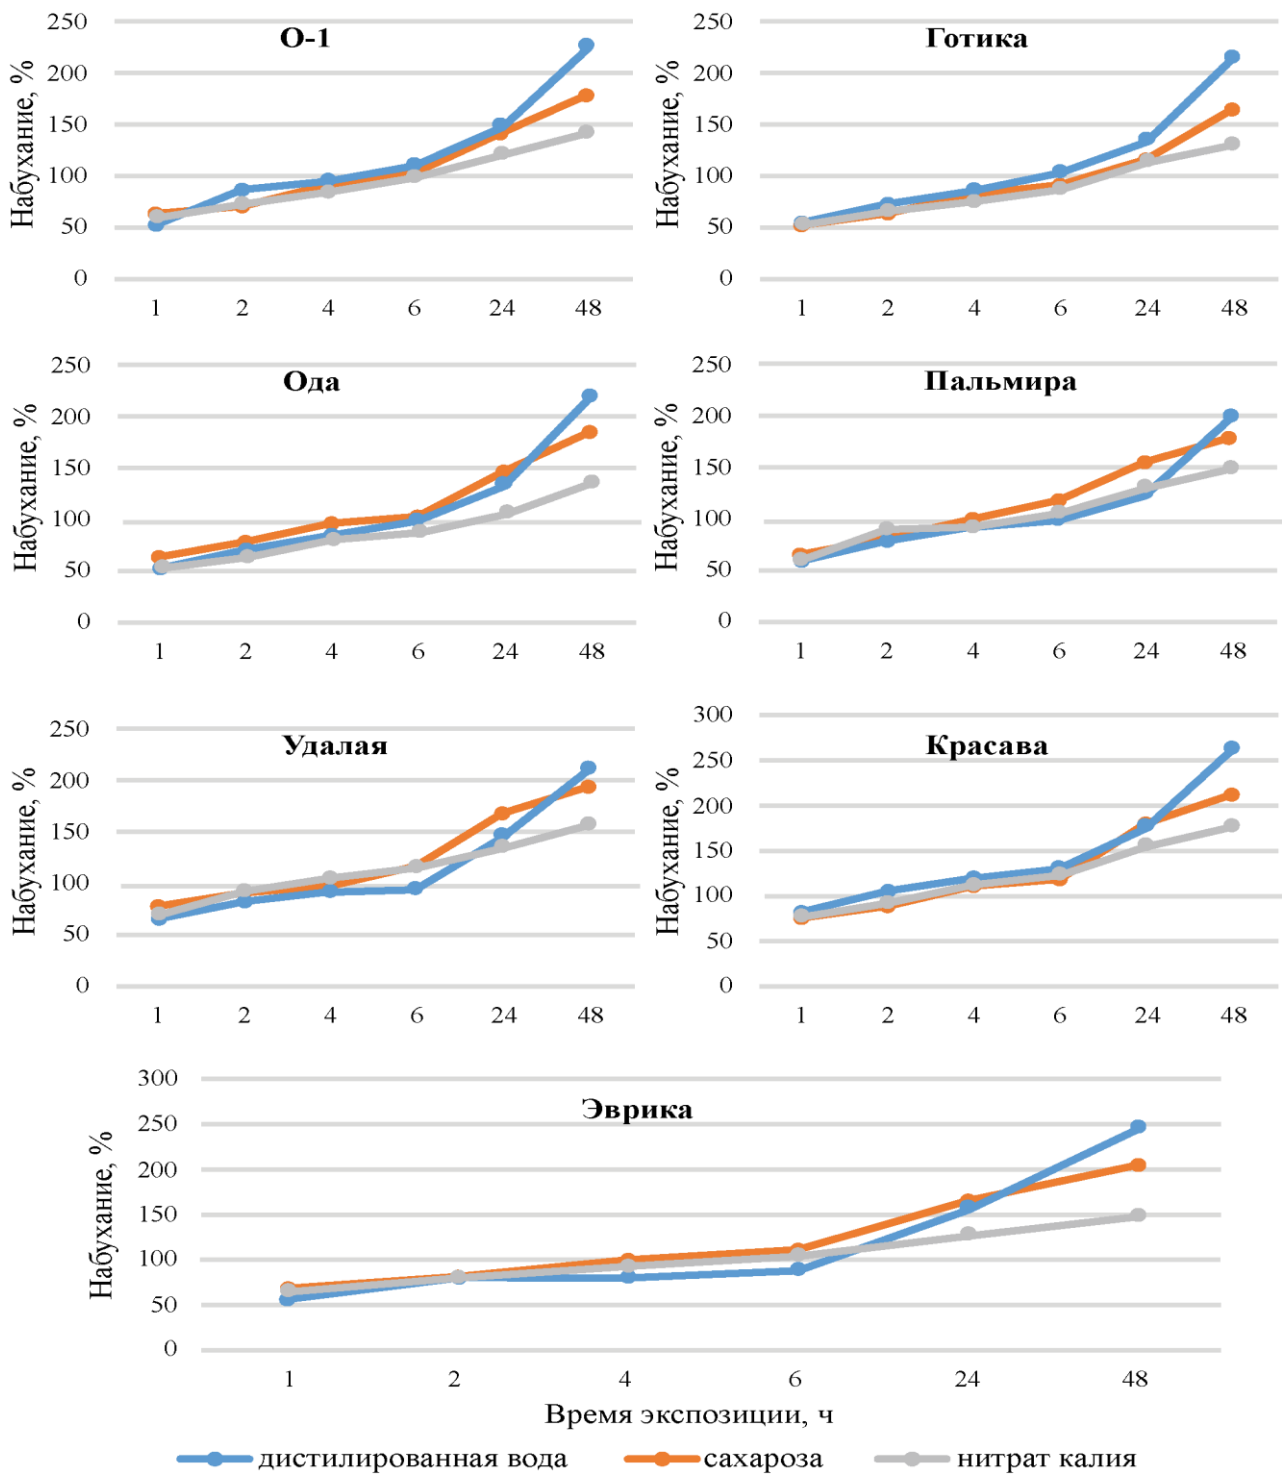 О-1
Набухание, %
250
200
150
100
50
0
1 2 4 6 24 48
Готика
Набухание, %
250
200
150
100
50
0
1 2 4 6 24 48
Ода
Набухание, %
250
200
150
100
50
0
1 2 4 6 24 48
Пальмира
Набухание, %
250
200
150
100
50
0
1 2 4 6 24 48
Удалая
Набухание, %
250
200
150
100
50
0
1 2 4 6 24 48
Красава
Набухание, %
300
250
200
150
100
50
0
1 2 4 6 24 48
Эврика
Набухание, %
300
250
200
150
100
50
0
1 2 4 6 24 48
Время экспозиции, ч
дистилированная вода сахароза нитрат калия